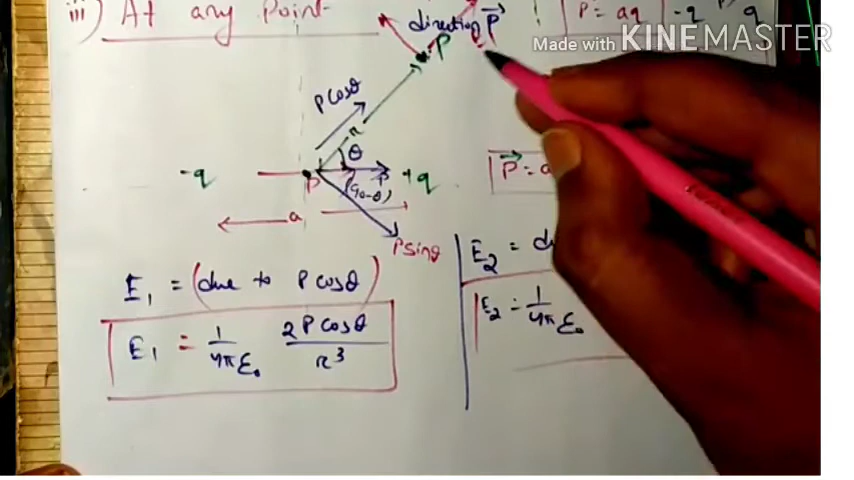 iii) At any Point
direction P⃗
P = aq -q P q
Made with KINEMASTER
P
P cosθ
r
θ
-q P P⃗ +q
(90-θ)
P⃗ = a
a
P sinθ
E₁ = (due to P cosθ)
E₂ = du
E₁ = 1/4πε₀ 2P cosθ/r³
E₂ = 1/4πε₀